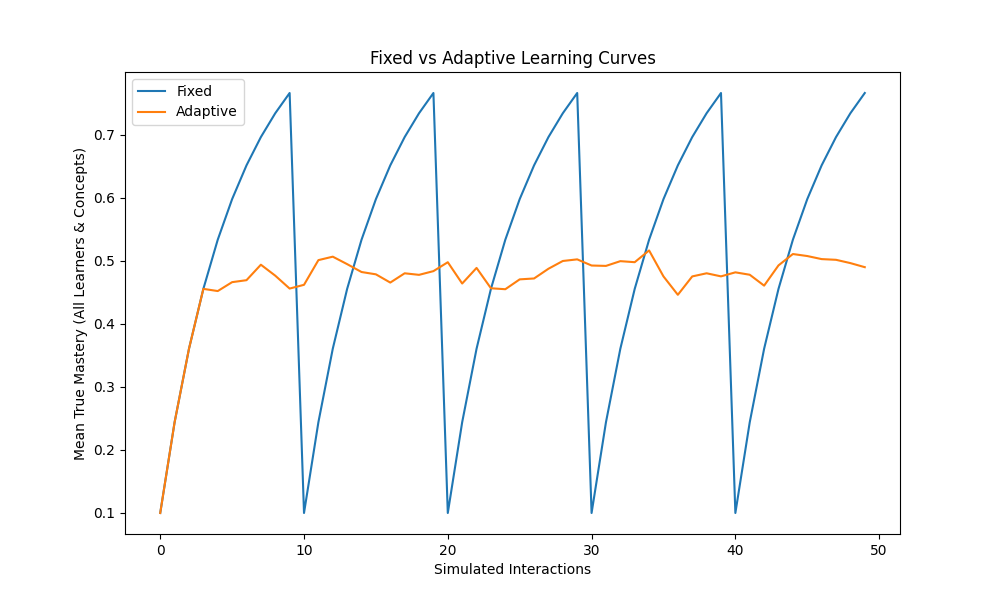 Fixed vs Adaptive Learning Curves
Fixed
Adaptive
Mean True Mastery (All Learners & Concepts)
0.7
0.6
0.5
0.4
0.3
0.2
0.1
0 10 20 30 40 50
Simulated Interactions